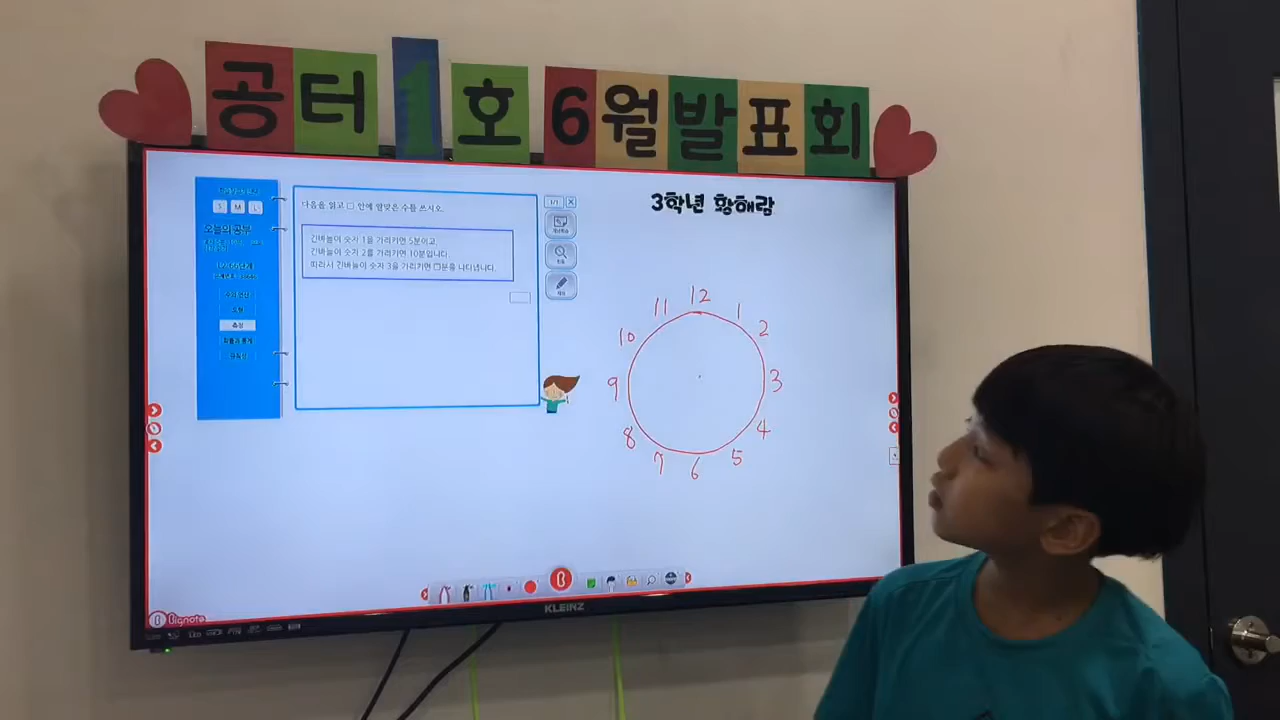 공터 1호 6월 발표회
3학년 황해람
S M L
오늘의 공부
측정
다음을 읽고 □ 안에 알맞은 수를 쓰시오.
긴바늘이 숫자 1을 가리키면 5분이고,
긴바늘이 숫자 2를 가리키면 10분입니다.
따라서 긴바늘이 숫자 3을 가리키면 □분을 나타냅니다.
1/1
12
11 1
10 2
9 3
8 4
7 6 5
Bignote
KLEINZ